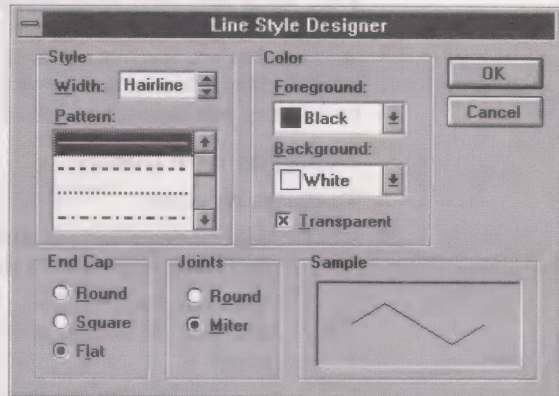 Line Style Designer
Style
Width: Hairline
Pattern:
Color
Foreground:
Black
Background:
White
Transparent
OK
Cancel
End Cap
Round
Square
Flat
Joints
Round
Miter
Sample